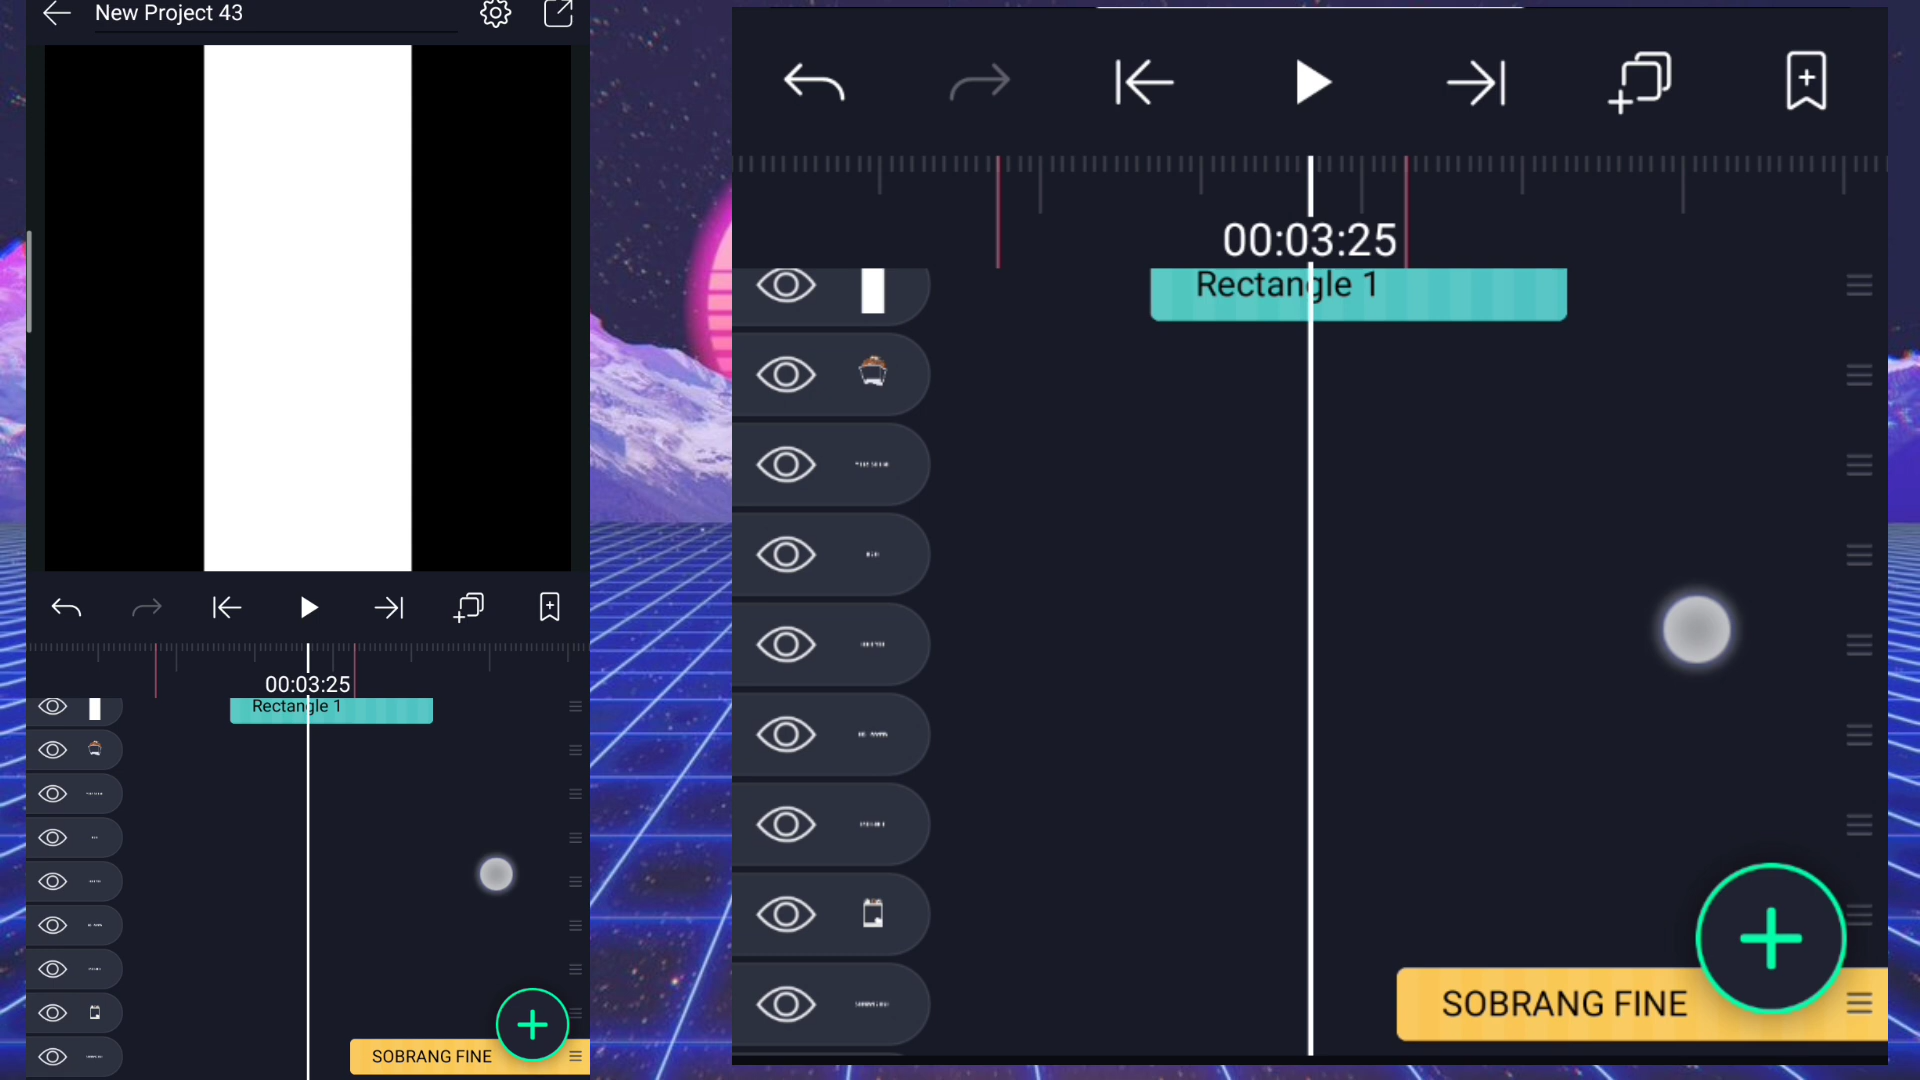 New Project 43
00:03:25
Rectangle 1
SOBRANG FINE
00:03:25
Rectangle 1
SOBRANG FINE